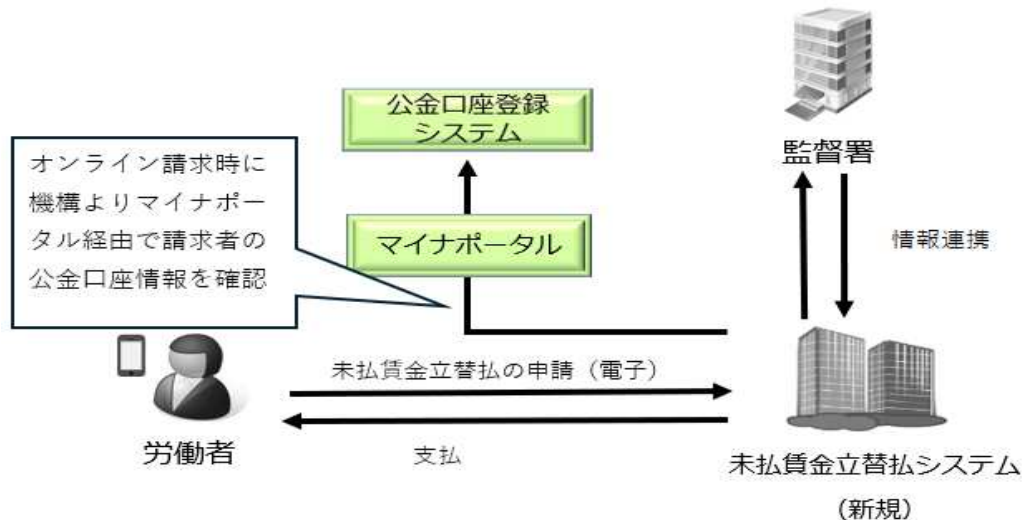 公金口座登録
システム
監督署
オンライン請求時に
機構よりマイナポー
タル経由で請求者の
公金口座情報を確認
マイナポータル
情報連携
未払賃金立替払の申請（電子）
労働者
支払
未払賃金立替払システム
（新規）